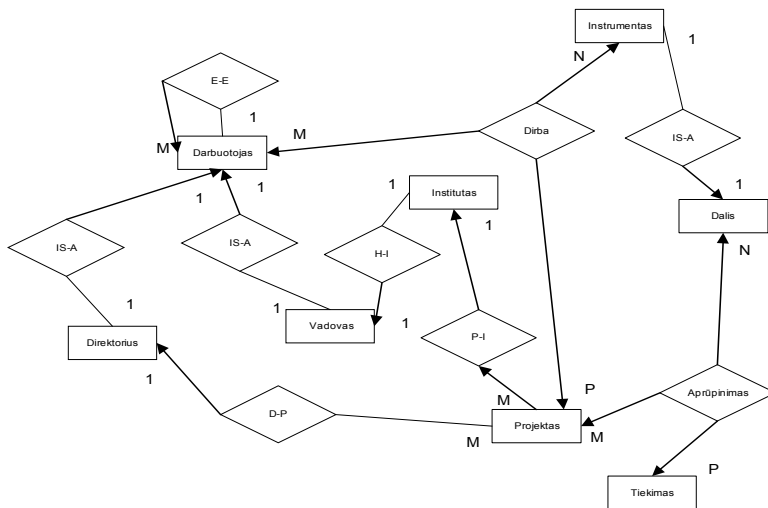 Instrumentas
1
N
E-E
1
M
M
Darbuotojas
Dirba
IS-A
1
1
1
Institutas
1
1
Dalis
IS-A
IS-A
H-I
N
1
1
Vadovas
1
Direktorius
P-I
1
M
P
Aprūpinimas
D-P
M
Projektas
M
P
Tiekimas